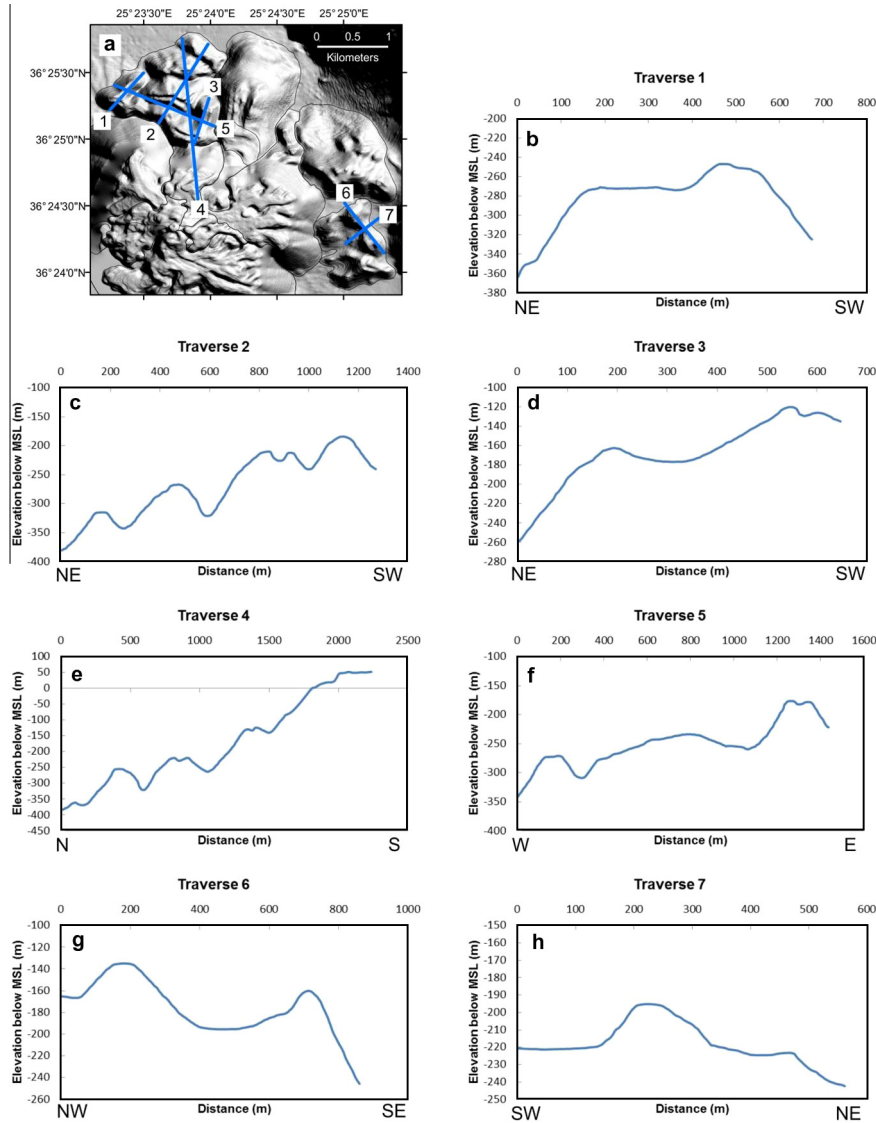 25°23'30"E 25°24'0"E 25°24'30"E 25°25'0"E
a
0 0.5 1
Kilometers
36°25'30"N
36°25'0"N
36°24'30"N
36°24'0"N
1
2
3
4
5
6
7
Traverse 1
0 100 200 300 400 500 600 700 800
b
Elevation below MSL (m)
-200
-220
-240
-260
-280
-300
-320
-340
-360
-380
NE Distance (m) SW
Traverse 2
0 200 400 600 800 1000 1200 1400
c
Elevation below MSL (m)
-100
-150
-200
-250
-300
-350
-400
NE Distance (m) SW
Traverse 3
0 100 200 300 400 500 600 700
d
Elevation below MSL (m)
-100
-120
-140
-160
-180
-200
-220
-240
-260
-280
NE Distance (m) SW
Traverse 4
0 500 1000 1500 2000 2500
e
Elevation below MSL (m)
100
50
0
-50
-100
-150
-200
-250
-300
-350
-400
-450
N Distance (m) S
Traverse 5
0 200 400 600 800 1000 1200 1400 1600
f
Elevation below MSL (m)
-100
-150
-200
-250
-300
-350
-400
W Distance (m) E
Traverse 6
0 200 400 600 800 1000
g
Elevation below MSL (m)
-100
-120
-140
-160
-180
-200
-220
-240
-260
NW Distance (m) SE
Traverse 7
0 100 200 300 400 500 600
h
Elevation below MSL (m)
-150
-160
-170
-180
-190
-200
-210
-220
-230
-240
-250
SW Distance (m) NE